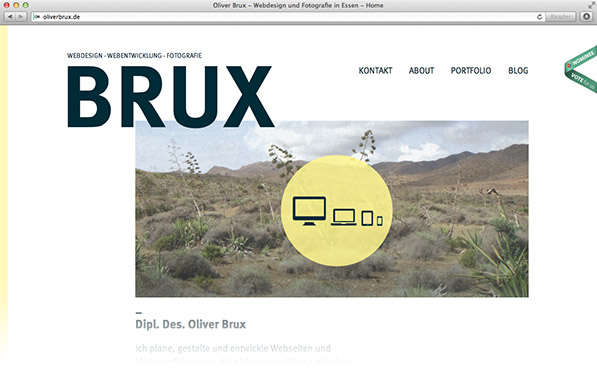 Oliver Brux – Webdesign und Fotografie in Essen – Home
oliverbrux.de
Reader
WEBDESIGN - WEBENTWICKLUNG - FOTOGRAFIE
BRUX
KONTAKT ABOUT PORTFOLIO BLOG
NOMINEE
VOTE
Dipl. Des. Oliver Brux
Ich plane, gestalte und entwickle Webseiten und